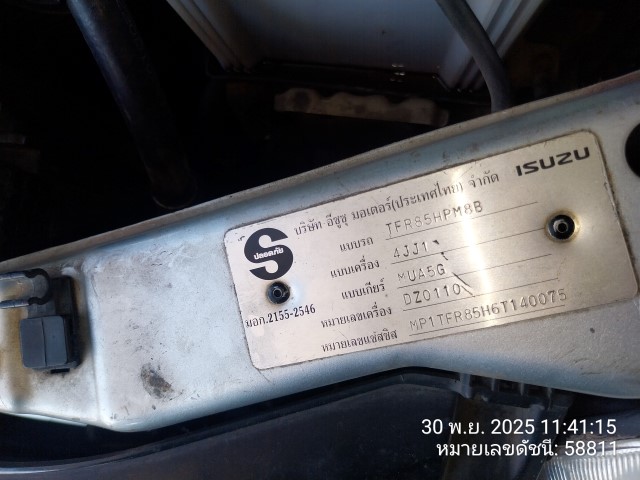 ISUZU
บริษัท อีซูซุ มอเตอร์(ประเทศไทย) จำกัด
S
ปลอดภัย
มอก.2155-2546
แบบรถ TFR85HPM8B
แบบเครื่อง 4JJ1
แบบเกียร์ MUA5G
หมายเลขเครื่อง DZ0110
หมายเลขแช้สซีส MP1TFR85H6T140075
30 พ.ย. 2025 11:41:15
หมายเลขดัชนี: 58811